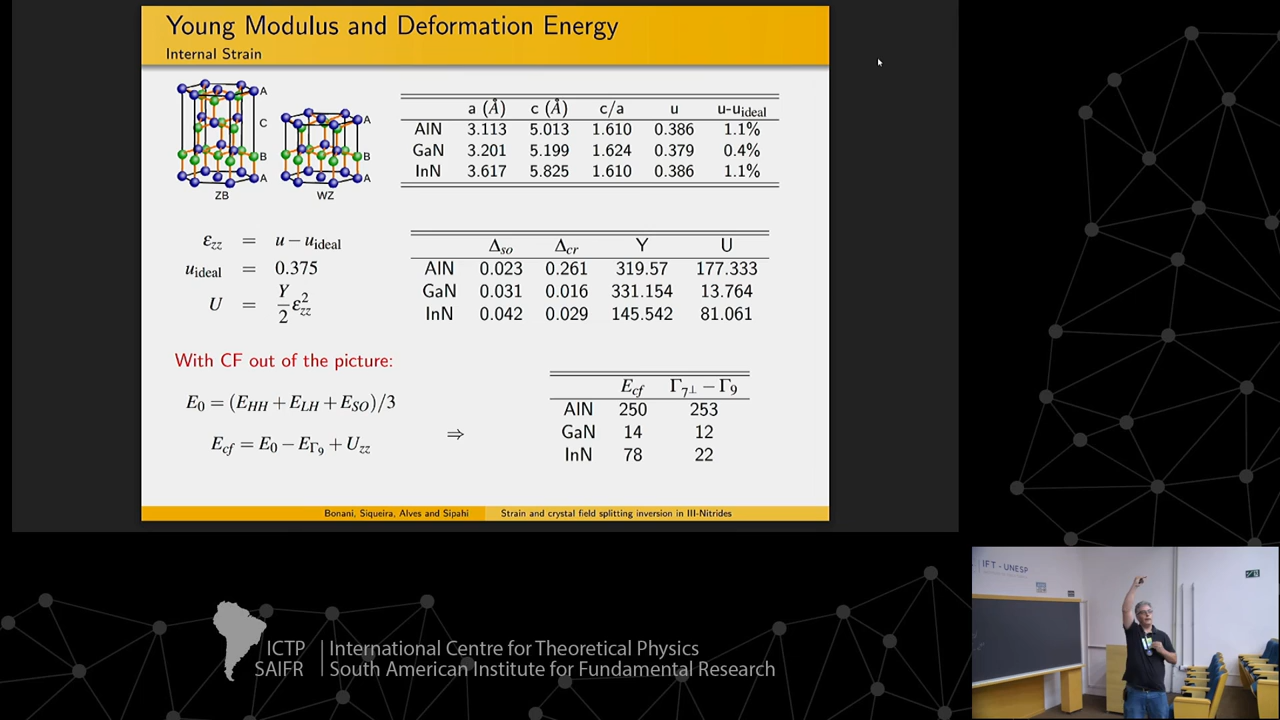 Young Modulus and Deformation Energy
Internal Strain
A
C
B
A
ZB
A
B
A
WZ
a (Å) c (Å) c/a u u-u_ideal
AlN 3.113 5.013 1.610 0.386 1.1%
GaN 3.201 5.199 1.624 0.379 0.4%
InN 3.617 5.825 1.610 0.386 1.1%
ε_zz = u − u_ideal
u_ideal = 0.375
U = Y/2 ε²_zz
Δ_so Δ_cr Y U
AlN 0.023 0.261 319.57 177.333
GaN 0.031 0.016 331.154 13.764
InN 0.042 0.029 145.542 81.061
With CF out of the picture:
E_0 = (E_HH + E_LH + E_SO)/3
E_cf = E_0 − E_Γ9 + U_zz
⇒
E_cf Γ_7⊥ − Γ_9
AlN 250 253
GaN 14 12
InN 78 22
Bonani, Siqueira, Alves and Sipahi Strain and crystal field splitting inversion in III-Nitrides
IFT - UNESP
ICTP SAIFR
International Centre for Theoretical Physics
South American Institute for Fundamental Research